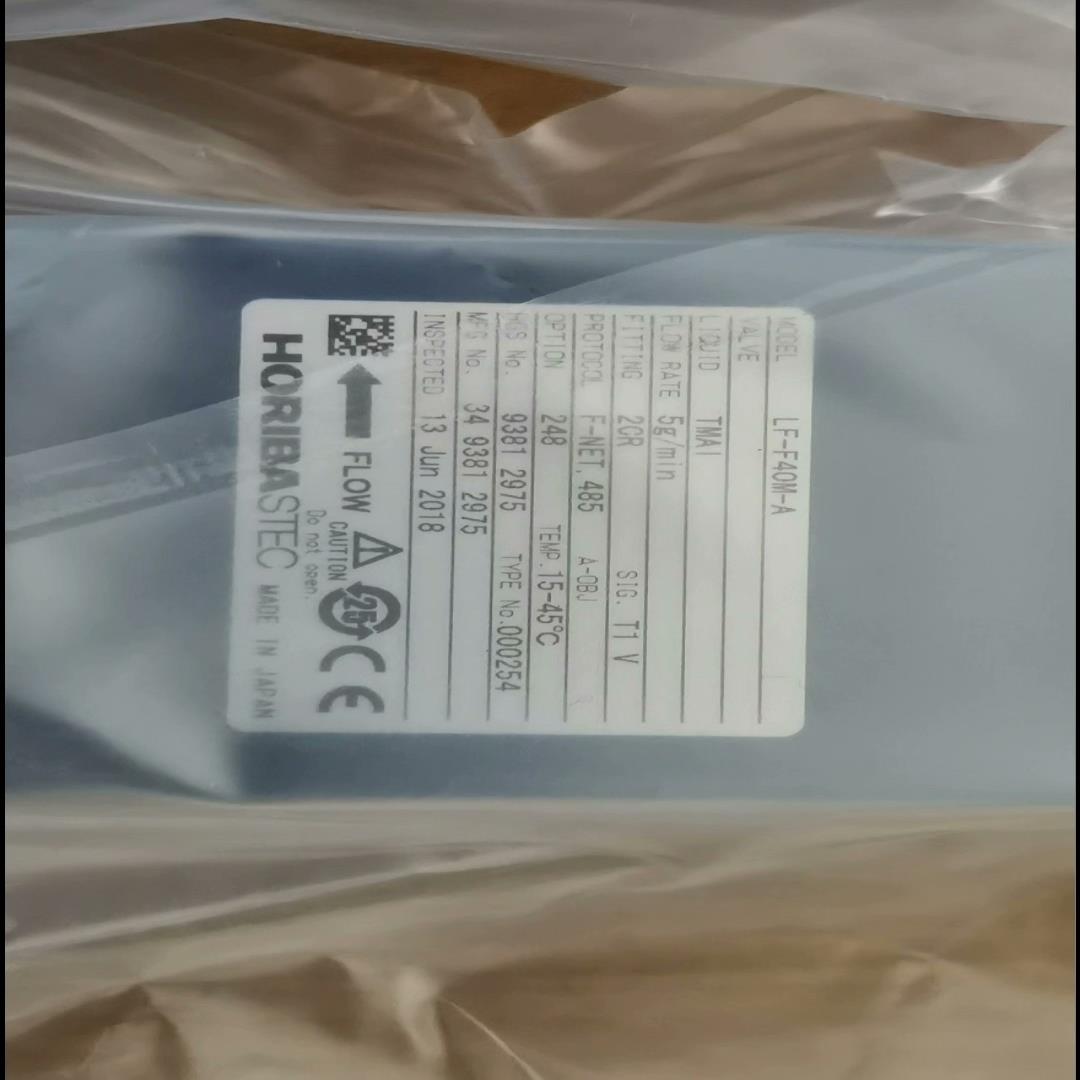 MODEL LF-F40M-A
VALVE
LIQUID TMAI
FLOW RATE 5g/min
FITTING 2CR SIG. T1 V
PROTOCOL F-NET, 485 A-OBJ
OPTION 248 TEMP. 15-45°C
HGS No. 9381 2975 TYPE No. 000254
MFG No. 34 9381 2975
INSPECTED 13 Jun 2018
FLOW
CAUTION
Do not open.
25
CE
HORIBASTEC MADE IN JAPAN